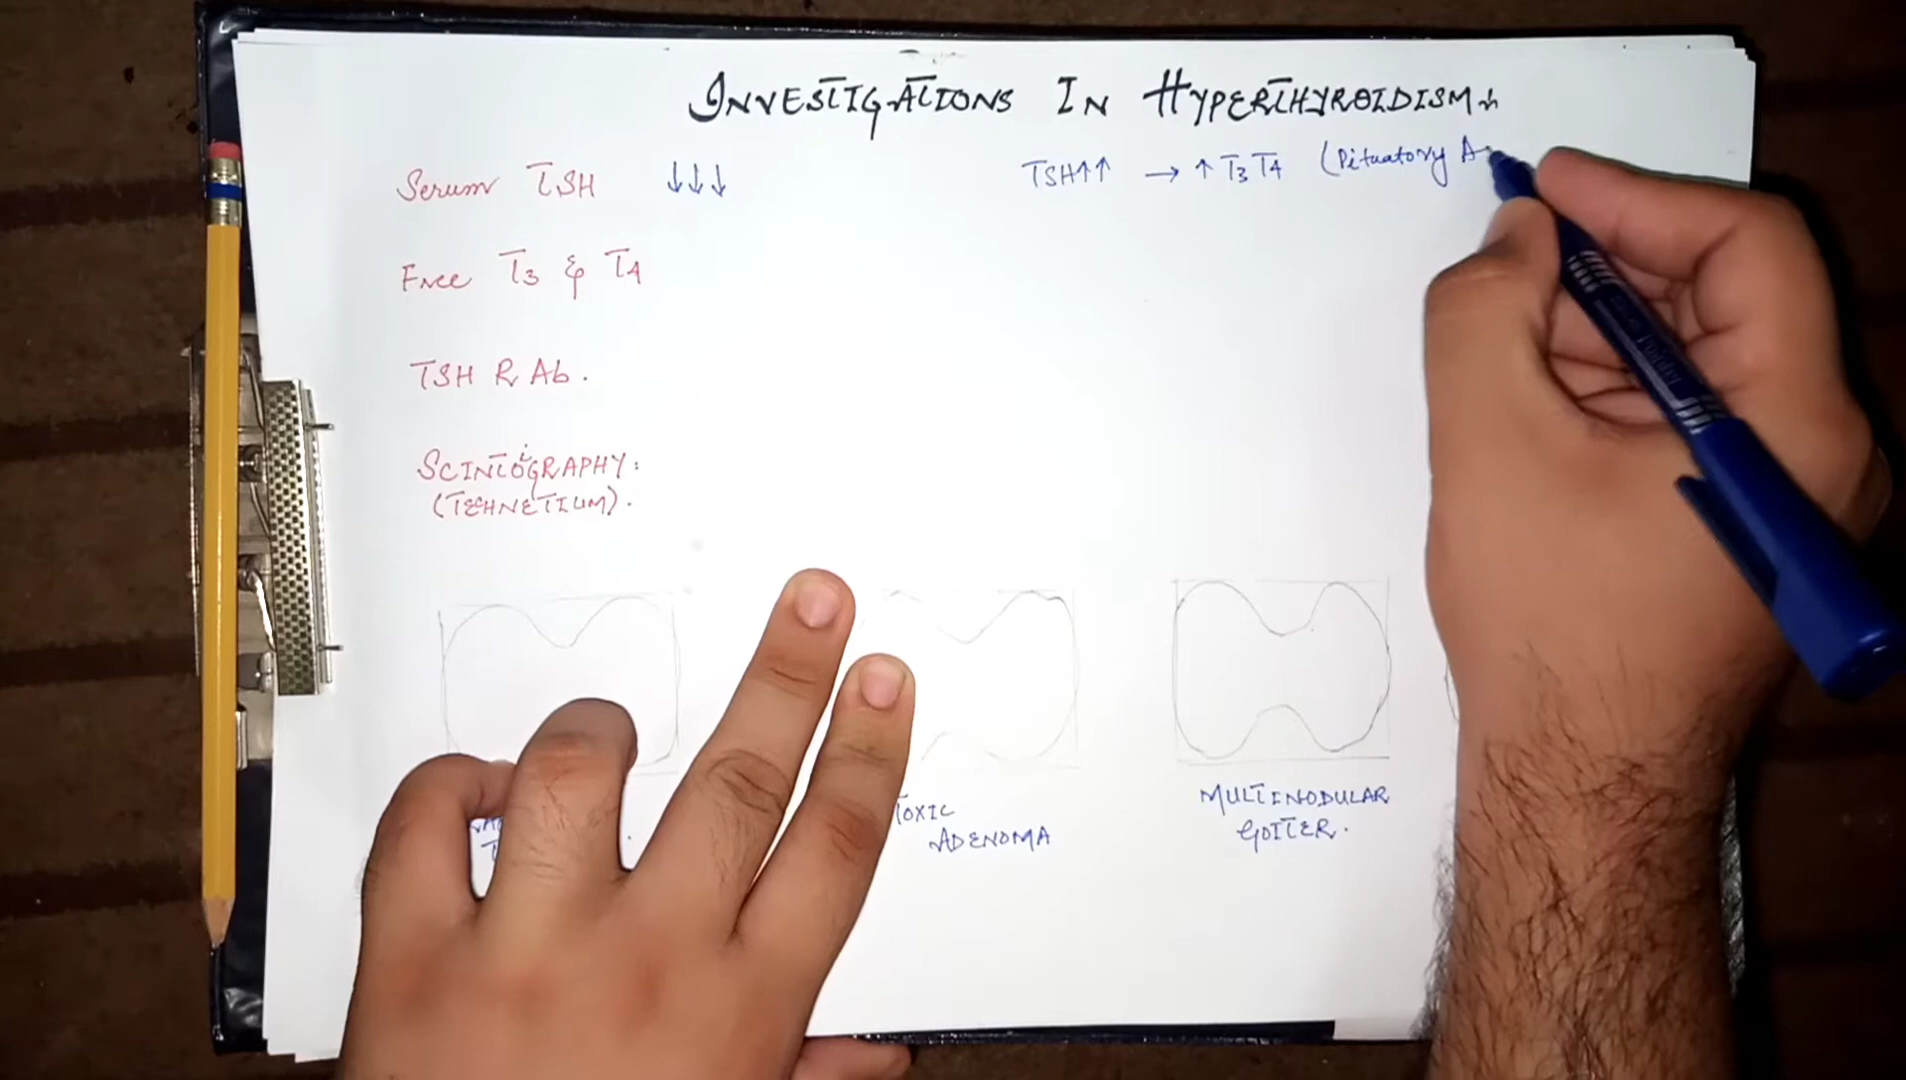 INVESTIGATIONS IN HYPERTHYROIDISM
Serum TSH ↓↓↓
TSH↑↑ → ↑ T3 T4 (Pituatory A
Free T3 & T4
TSH R Ab.
SCINTOiGRAPHY:
(TECHNETIUM).
TOXIC
ADENOMA
MULTINODULAR
GOITER.